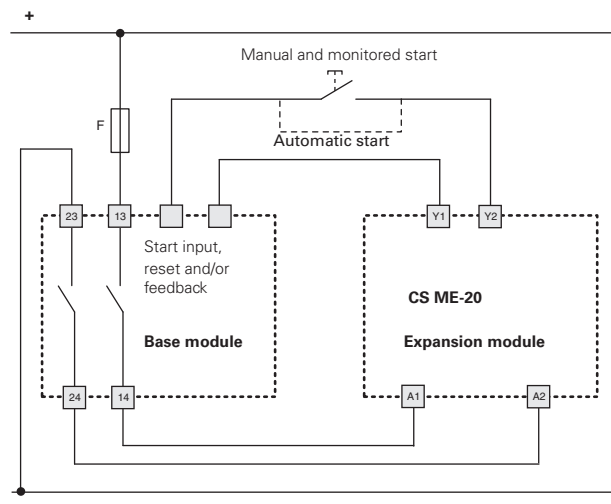 +
Manual and monitored start
F
Automatic start
23
13
Y1
Y2
Start input,
reset and/or
feedback
CS ME-20
Base module
Expansion module
24
14
A1
A2